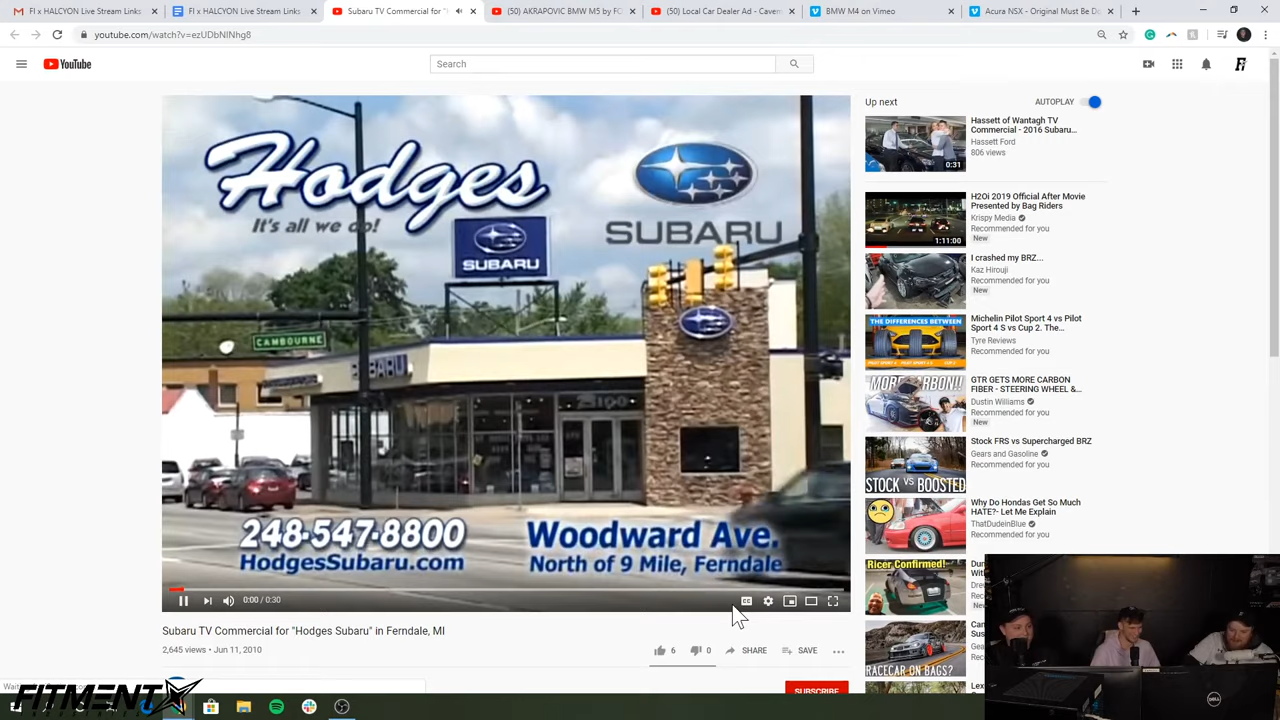 FI x HALCYON Live Stream Links
FI x HALCYON Live Stream Links
Subaru TV Commercial for "
(50) AKRAPOVIC BMW M5 by FO
(50) Local Car Dealer Ad - Cavem
BMW M4 on Vimeo
Acura NSX - Original Must Be Do
youtube.com/watch?v=ezUDbNlNhg8
YouTube
Search
Hodges
It's all we do!
SUBARU
SUBARU
CAMBOURNE
SUBARU
23100
248•547•8800
HodgesSubaru.com
Woodward Ave.
North of 9 Mile, Ferndale
0:00 / 0:30
CC
Subaru TV Commercial for "Hodges Subaru" in Ferndale, MI
2,645 views • Jun 11, 2010
6
0
SHARE
SAVE
SUBSCRIBE
Up next
AUTOPLAY
Hassett of Wantagh TV
Commercial - 2016 Subaru...
Hassett Ford
806 views
0:31
H2Oi 2019 Official After Movie
Presented by Bag Riders
Krispy Media
Recommended for you
New
1:11:00
I crashed my BRZ...
Kaz Hirouji
Recommended for you
New
THE DIFFERENCES BETWEEN
Michelin Pilot Sport 4 vs Pilot
Sport 4 S vs Cup 2. The...
Tyre Reviews
Recommended for you
MORE CARBON!!
GTR GETS MORE CARBON
FIBER - STEERING WHEEL &...
Dustin Williams
Recommended for you
New
STOCK VS BOOSTED
Stock FRS vs Supercharged BRZ
Gears and Gasoline
Recommended for you
Why Do Hondas Get So Much
HATE?- Let Me Explain
ThatDudeinBlue
Recommended for you
Ricer Confirmed!
Recom
New
RACECAR ON BAGS?
FITMENT
DELL